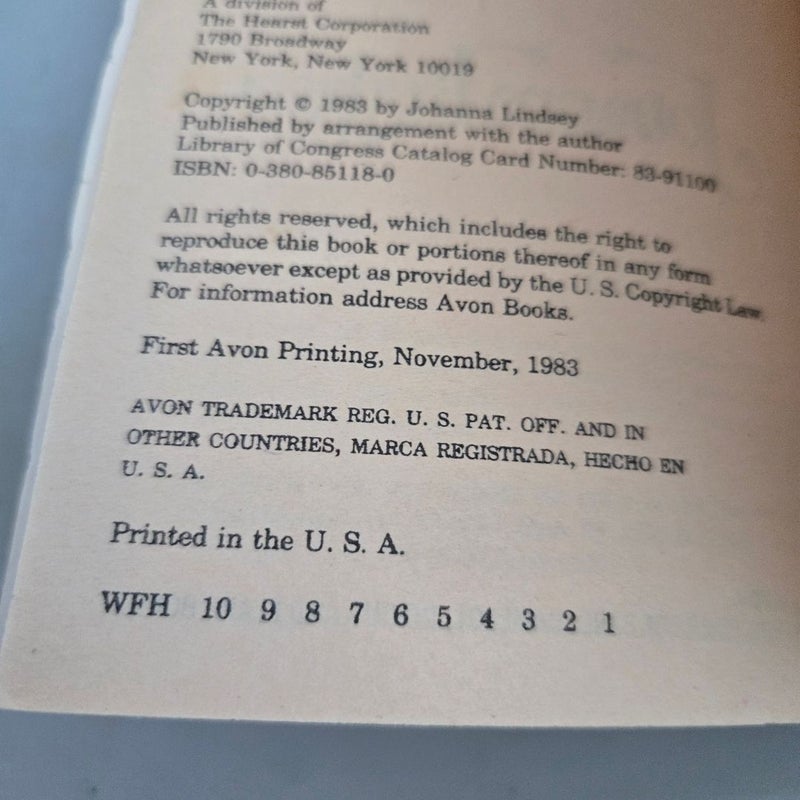 A division of
The Hearst Corporation
1790 Broadway
New York, New York 10019
Copyright © 1983 by Johanna Lindsey
Published by arrangement with the author
Library of Congress Catalog Card Number: 83-91100
ISBN: 0-380-85118-0
All rights reserved, which includes the right to
reproduce this book or portions thereof in any form
whatsoever except as provided by the U. S. Copyright Law.
For information address Avon Books.
First Avon Printing, November, 1983
AVON TRADEMARK REG. U. S. PAT. OFF. AND IN
OTHER COUNTRIES, MARCA REGISTRADA, HECHO EN
U. S. A.
Printed in the U. S. A.
WFH 10 9 8 7 6 5 4 3 2 1